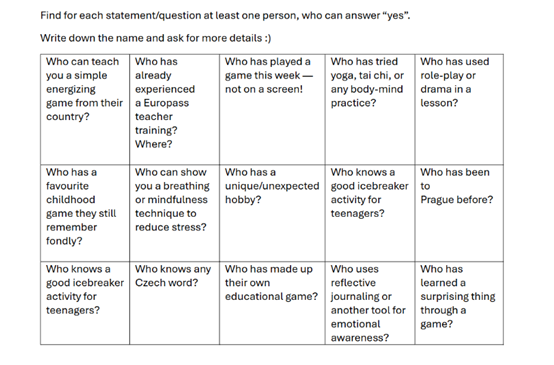 Find for each statement/question at least one person, who can answer “yes”.
Write down the name and ask for more details :)
Who can teach
you a simple
energizing
game from their
country?
Who has
already
experienced
a Europass
teacher
training?
Where?
Who has played a
game this week —
not on a screen!
Who has tried
yoga, tai chi, or
any body-mind
practice?
Who has used
role-play or
drama in a
lesson?
Who has a
favourite
childhood
game they still
remember
fondly?
Who can show
you a breathing
or mindfulness
technique to
reduce stress?
Who has a
unique/unexpected
hobby?
Who knows a
good icebreaker
activity for
teenagers?
Who has been
to
Prague before?
Who knows a
good icebreaker
activity for
teenagers?
Who knows any
Czech word?
Who has made up
their own
educational game?
Who uses
reflective
journaling or
another tool for
emotional
awareness?
Who has
learned a
surprising thing
through a
game?